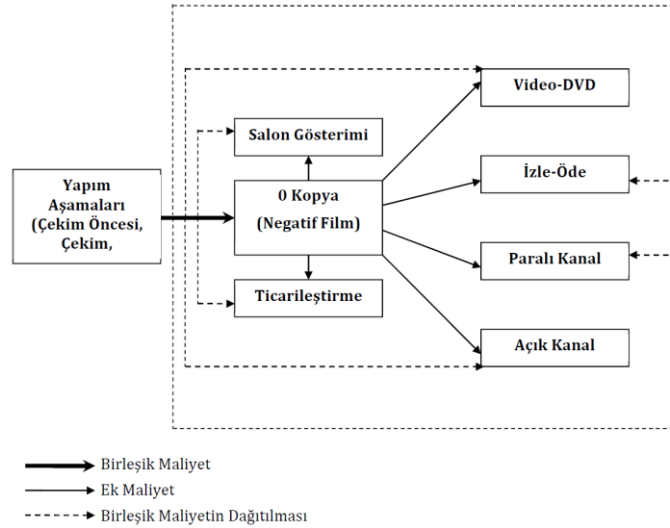 Video-DVD
Salon Gösterimi
İzle-Öde
Yapım
Aşamaları
(Çekim Öncesi,
Çekim,
0 Kopya
(Negatif Film)
Paralı Kanal
Ticarileştirme
Açık Kanal
Birleşik Maliyet
Ek Maliyet
Birleşik Maliyetin Dağıtılması